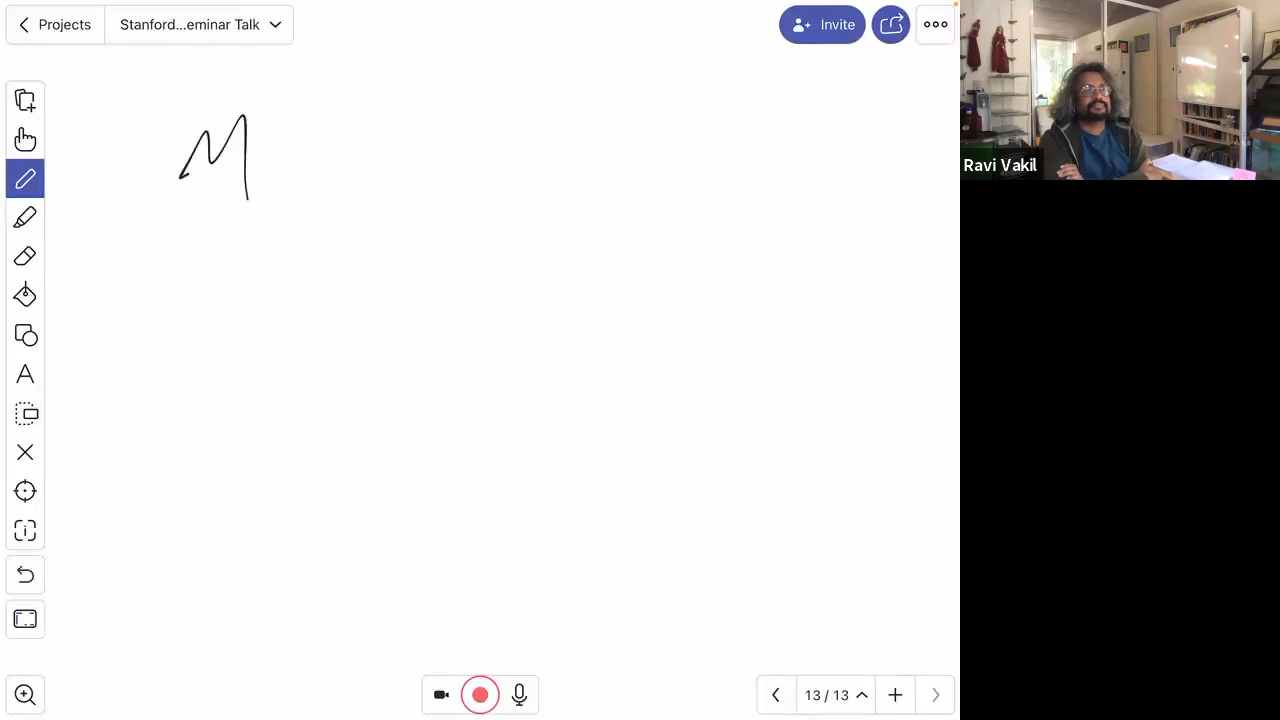 Projects
Stanford...eminar Talk
Invite
M
Ravi Vakil
A
13 / 13